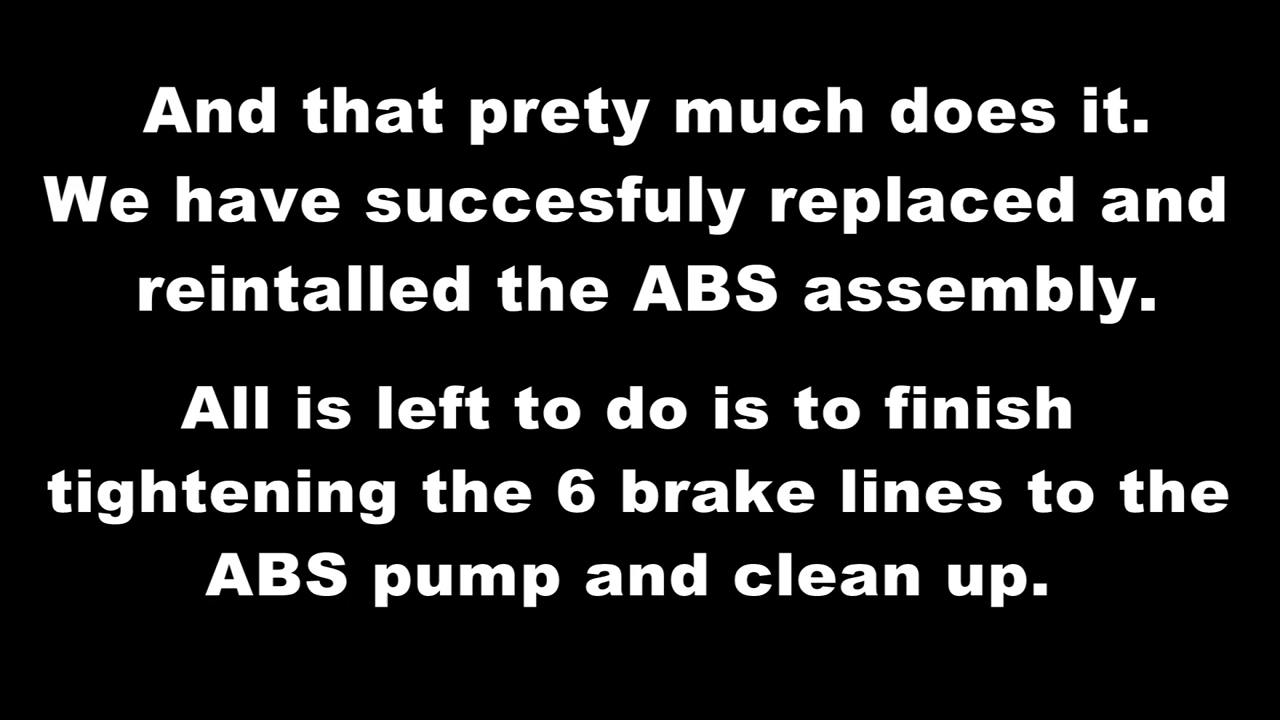 And that prety much does it.
We have succesfuly replaced and
reintalled the ABS assembly.
All is left to do is to finish
tightening the 6 brake lines to the
ABS pump and clean up.